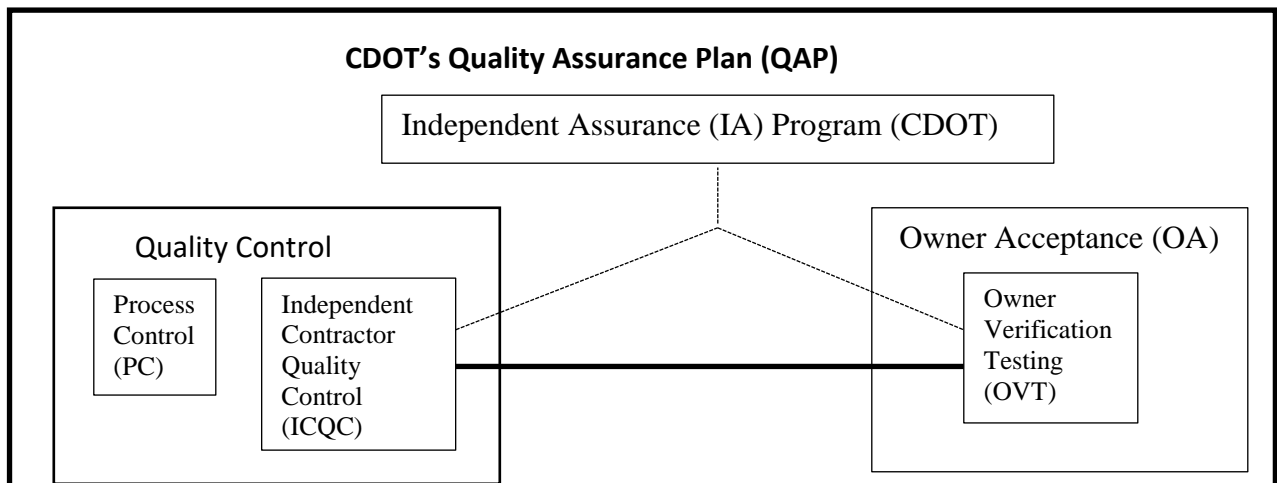 CDOT’s Quality Assurance Plan (QAP)
Independent Assurance (IA) Program (CDOT)
Quality Control
Process
Control
(PC)
Independent
Contractor
Quality
Control
(ICQC)
Owner Acceptance (OA)
Owner
Verification
Testing
(OVT)